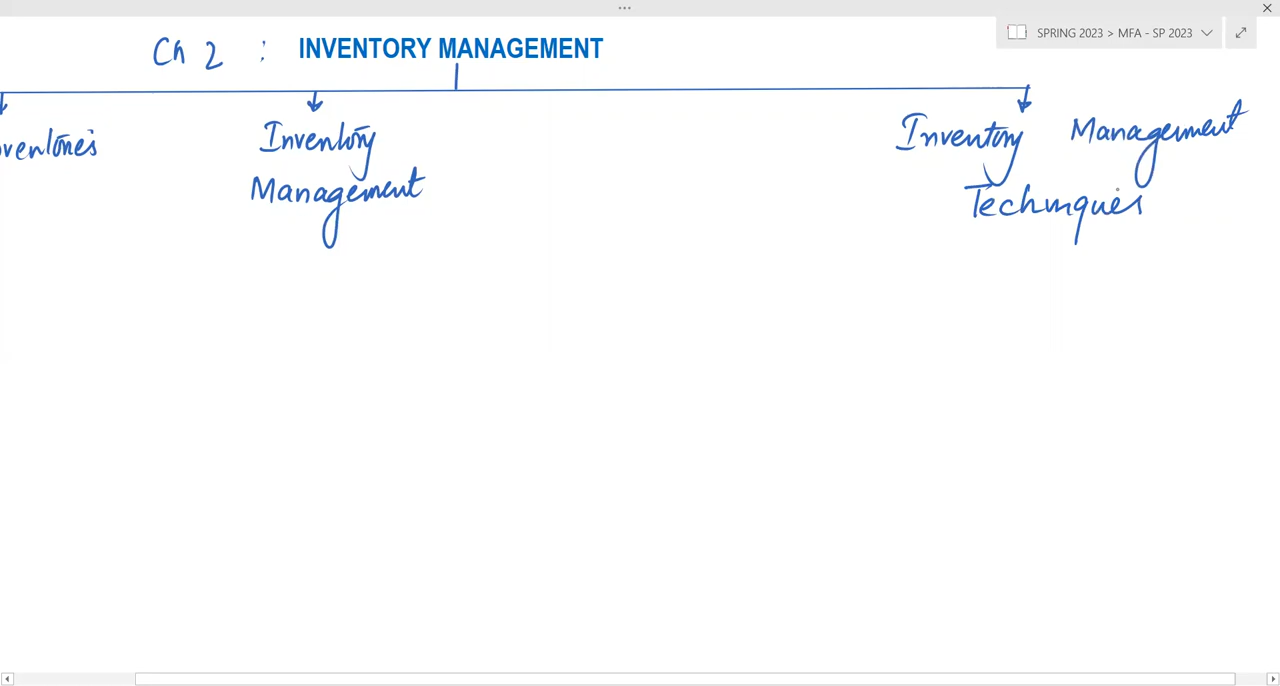 SPRING 2023 > MFA - SP 2023
Ch 2 : INVENTORY MANAGEMENT
ventories
Inventory
Management
Inventory Management
Techniques